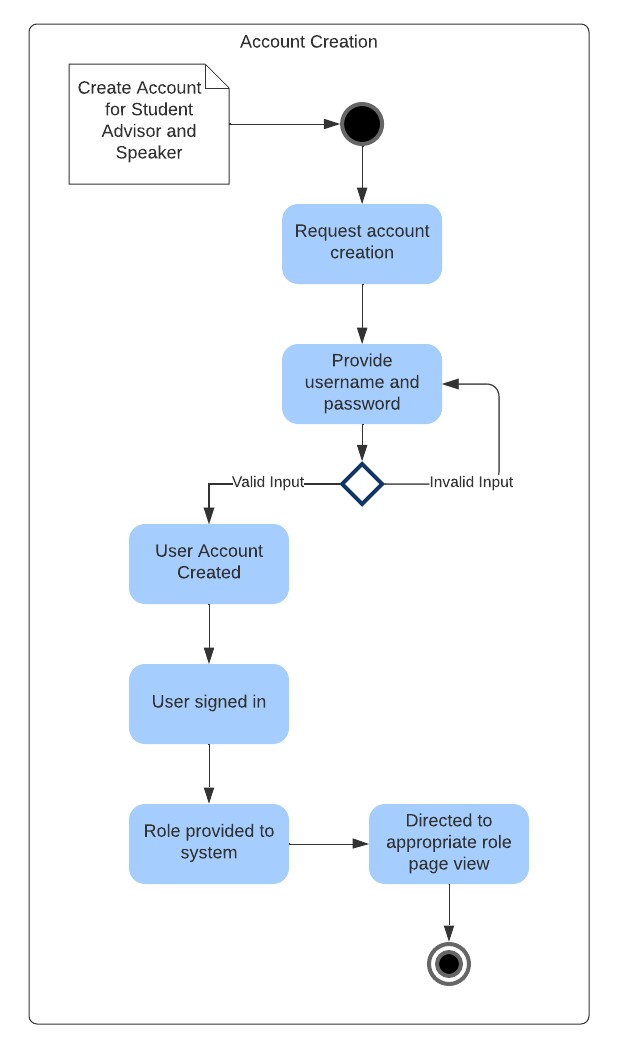 Account Creation
Create Account
for Student
Advisor and
Speaker
Request account
creation
Provide
username and
password
Valid Input
Invalid Input
User Account
Created
User signed in
Role provided to
system
Directed to
appropriate role
page view